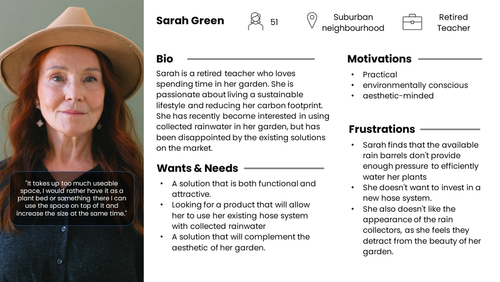 Sarah Green
51
Suburban
neighbourhood
Retired
Teacher
Bio
Sarah is a retired teacher who loves
spending time in her garden. She is
passionate about living a sustainable
lifestyle and reducing her carbon footprint.
She has recently become interested in using
collected rainwater in her garden, but has
been disappointed by the existing solutions
on the market.
Wants & Needs
• A solution that is both functional and
attractive.
• Looking for a product that will allow
her to use her existing hose system
with collected rainwater
• A solution that will complement the
aesthetic of her garden.
Motivations
• Practical
• environmentally conscious
• aesthetic-minded
Frustrations
• Sarah finds that the available
rain barrels don't provide
enough pressure to efficiently
water her plants
• She doesn't want to invest in a
new hose system.
• She also doesn't like the
appearance of the rain
collectors, as she feels they
detract from the beauty of her
garden.
"It takes up too much useable
space, I would rather have it as a
plant bed or something there I can
use the space on top of it and
increase the size at the same time."